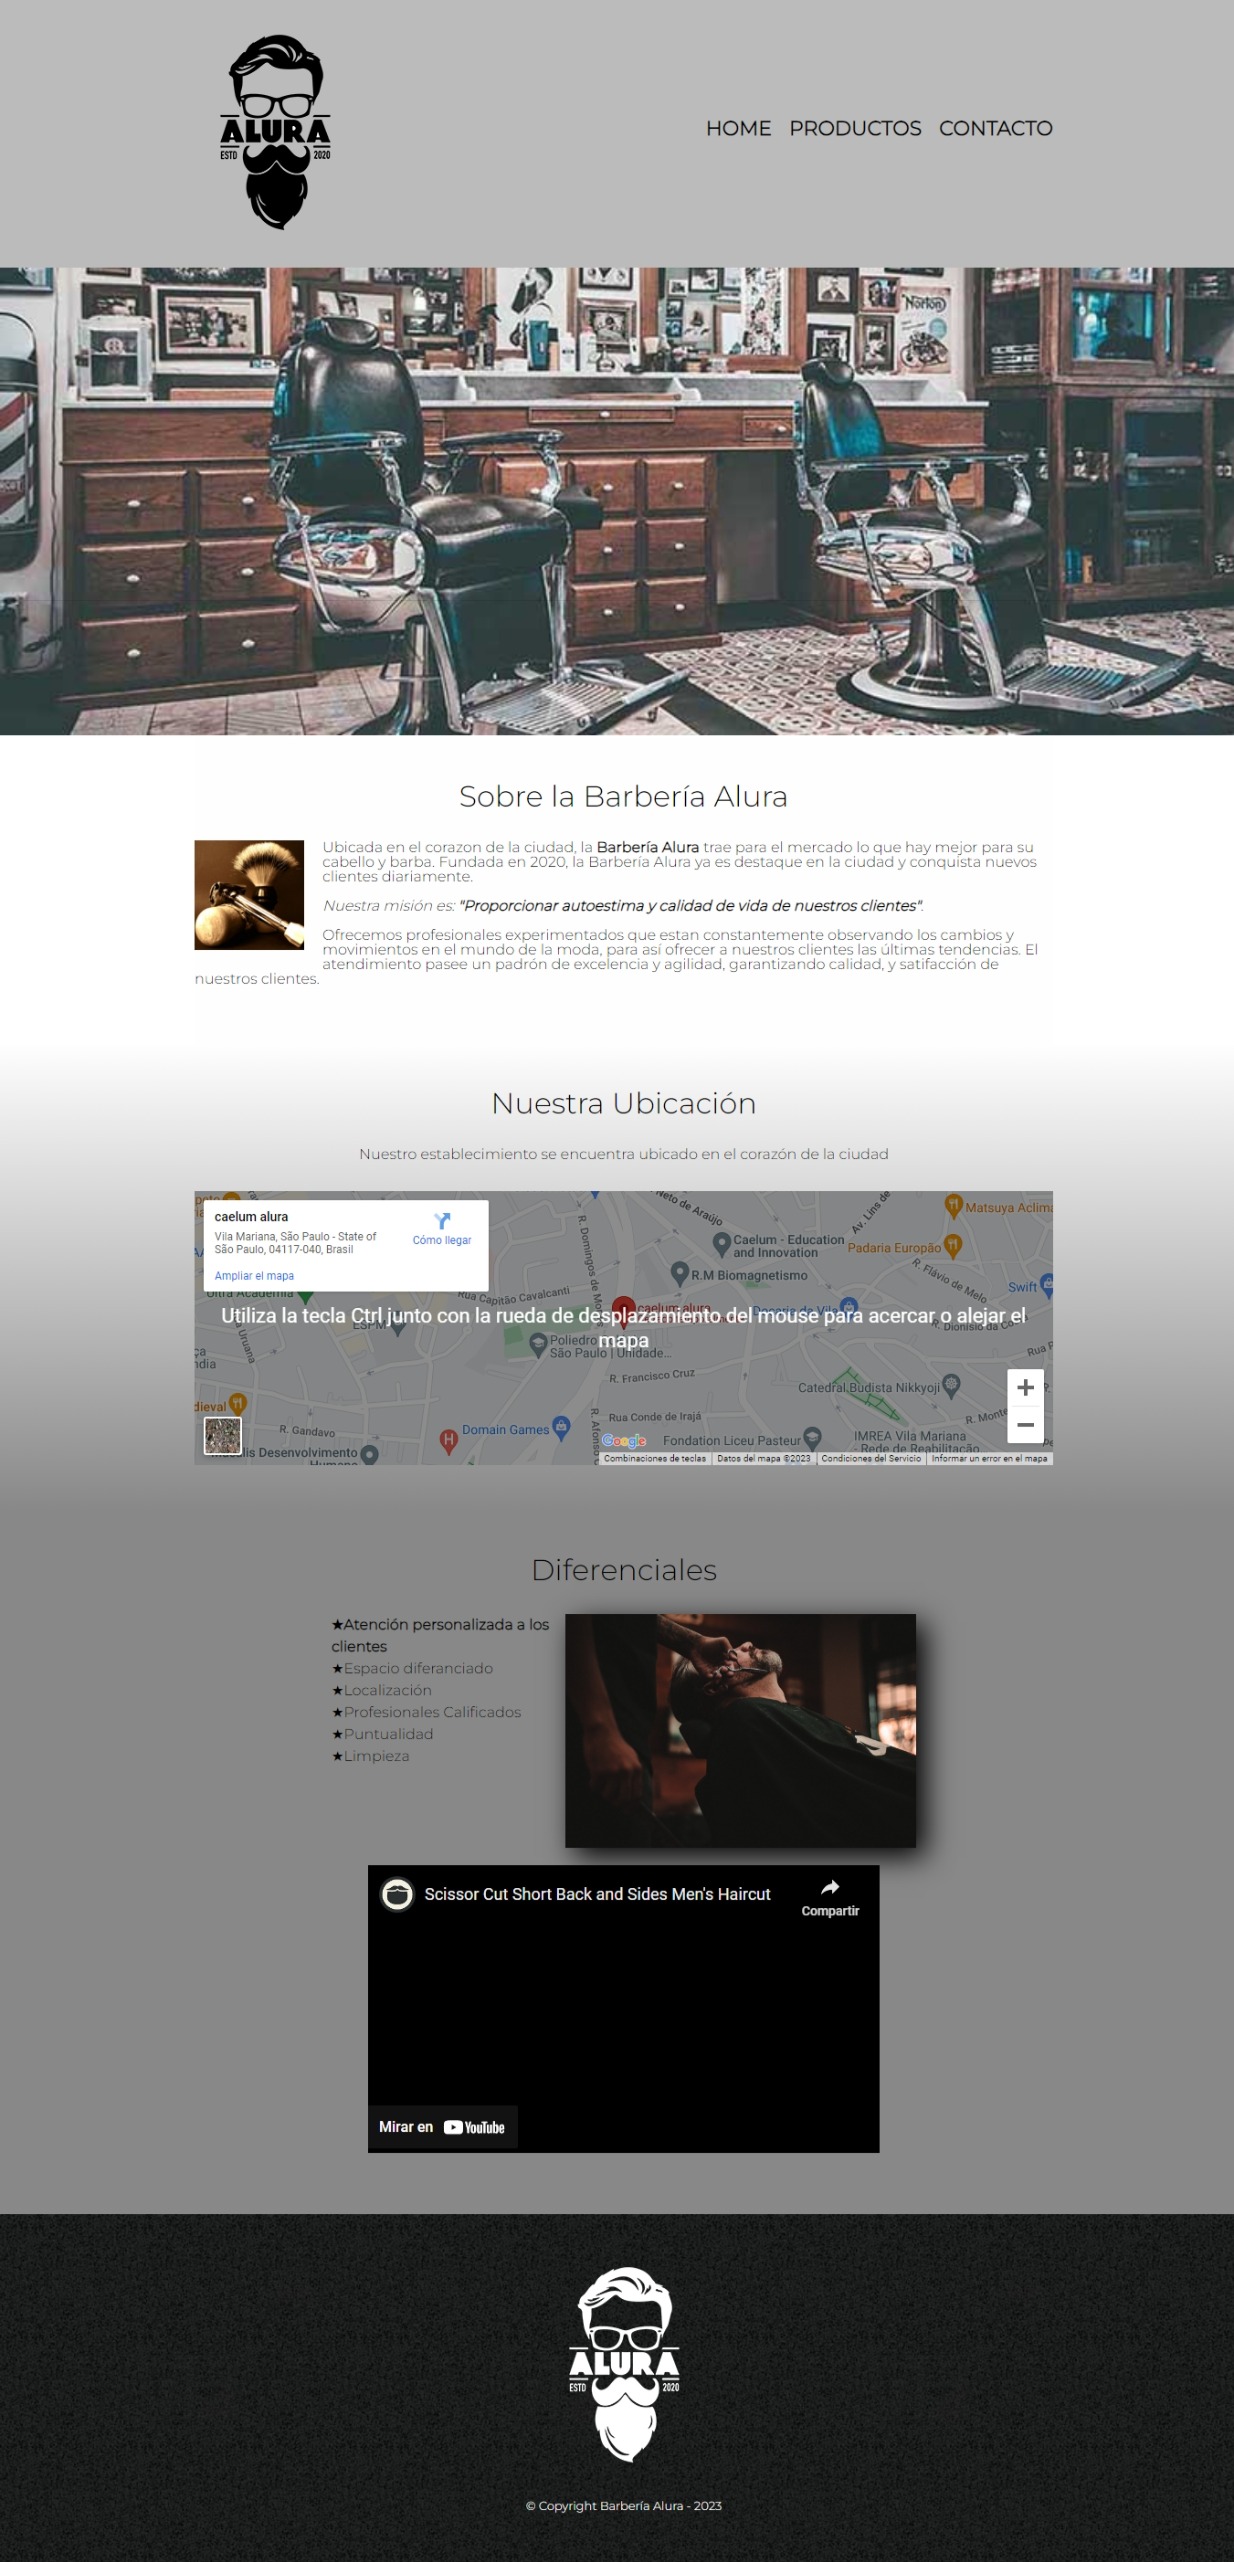 ALURA
ESTD 2020
HOME PRODUCTOS CONTACTO
Norton
Sobre la Barbería Alura
Ubicada en el corazon de la ciudad, la Barbería Alura trae para el mercado lo que hay mejor para su
cabello y barba. Fundada en 2020, la Barbería Alura ya es destaque en la ciudad y conquista nuevos
clientes diariamente.
Nuestra misión es: "Proporcionar autoestima y calidad de vida de nuestros clientes".
Ofrecemos profesionales experimentados que estan constantemente observando los cambios y
movimientos en el mundo de la moda, para así ofrecer a nuestros clientes las últimas tendencias. El
atendimiento pasee un padrón de excelencia y agilidad, garantizando calidad, y satifacción de
nuestros clientes.
Nuestra Ubicación
Nuestro establecimiento se encuentra ubicado en el corazón de la ciudad
caelum alura
Vila Mariana, São Paulo - State of
São Paulo, 04117-040, Brasil
Cómo llegar
Ampliar el mapa
Neto de Araújo
Av. Lins de
Matsuya Aclima
Caelum - Education
and Innovation
Padaria Europão
R. Domingos de Mo
R.M Biomagnetismo
R. Flávio de Melo
Swift
Ultra Academia
Rua Capitão Cavalcanti
caelum alura
Doceria da Vila
R. Dionísio da Co
Utiliza la tecla Ctrl junto con la rueda de desplazamiento del mouse para acercar o alejar el
mapa
ESPM
Poliedro
São Paulo | Unidade...
Rua P
Uruana
ndia
R. Francisco Cruz
Catedral Budista Nikkyoji
dieval
R. Gandavo
Domain Games
R. Afonso
Rua Conde de Irajá
R. Monte
Desenvolvimento
Humano
Google
Fondation Liceu Pasteur
IMREA Vila Mariana
- Rede de Reabilitação
Combinaciones de teclas Datos del mapa ©2023 Condiciones del Servicio Informar un error en el mapa
Diferenciales
★Atención personalizada a los
clientes
★Espacio diferanciado
★Localización
★Profesionales Calificados
★Puntualidad
★Limpieza
Scissor Cut Short Back and Sides Men's Haircut
Compartir
Mirar en YouTube
ALURA
ESTD 2020
© Copyright Barbería Alura - 2023